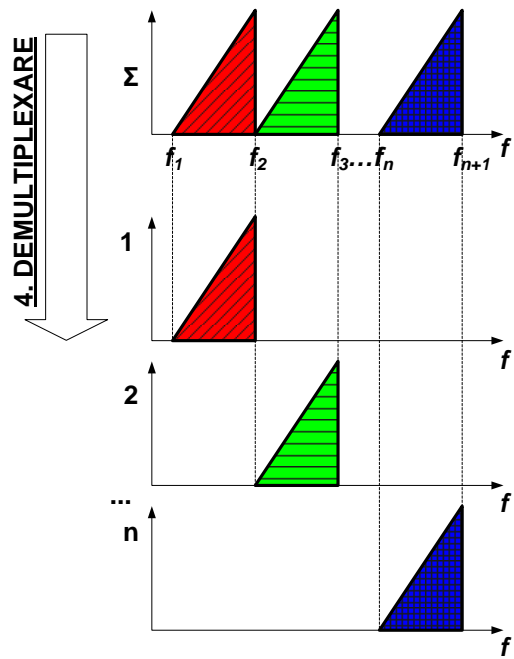 4. DEMULTIPLEXARE
Σ
f
f1 f2 f3...fn fn+1
1
f
2
f
...
n
f